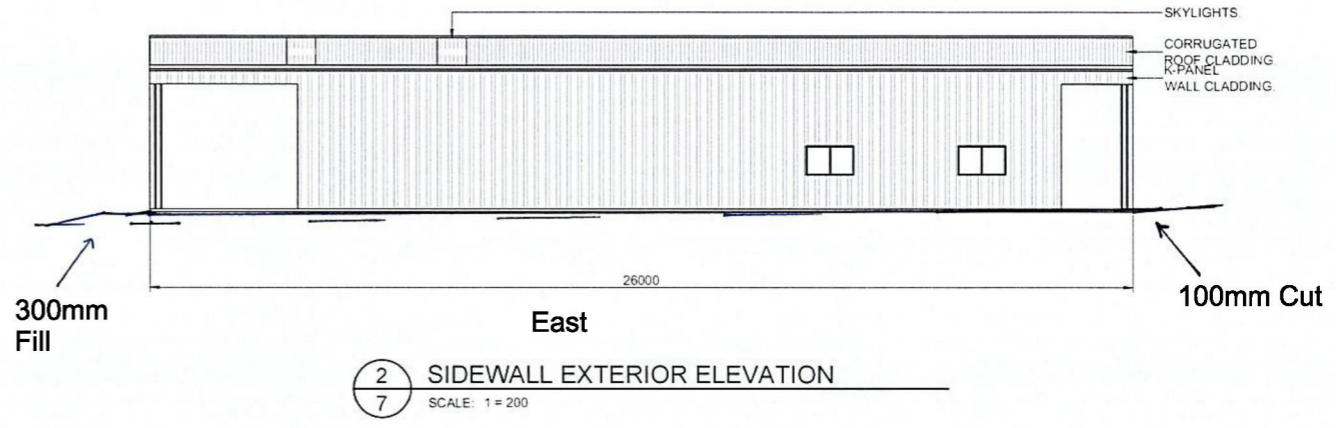 SKYLIGHTS.
CORRUGATED
ROOF CLADDING.
K-PANEL
WALL CLADDING.
26000
300mm
Fill
100mm Cut
East
2
7
SIDEWALL EXTERIOR ELEVATION
SCALE: 1 = 200